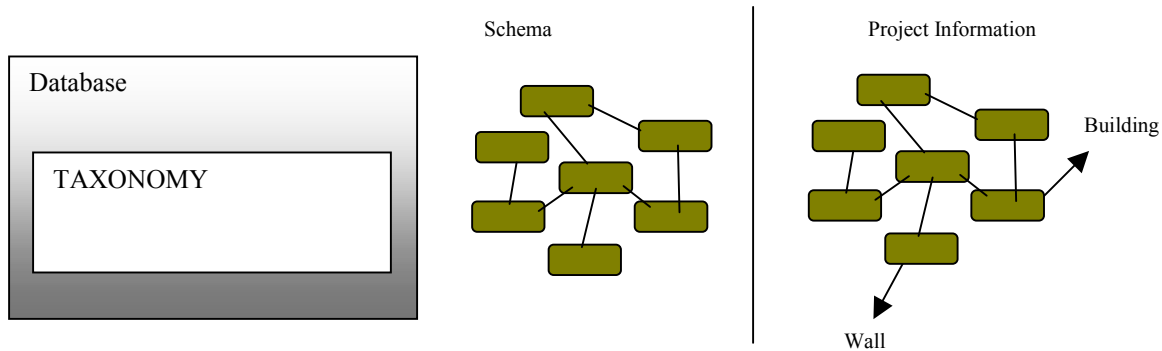 Database
TAXONOMY
Schema
Project Information
Building
Wall